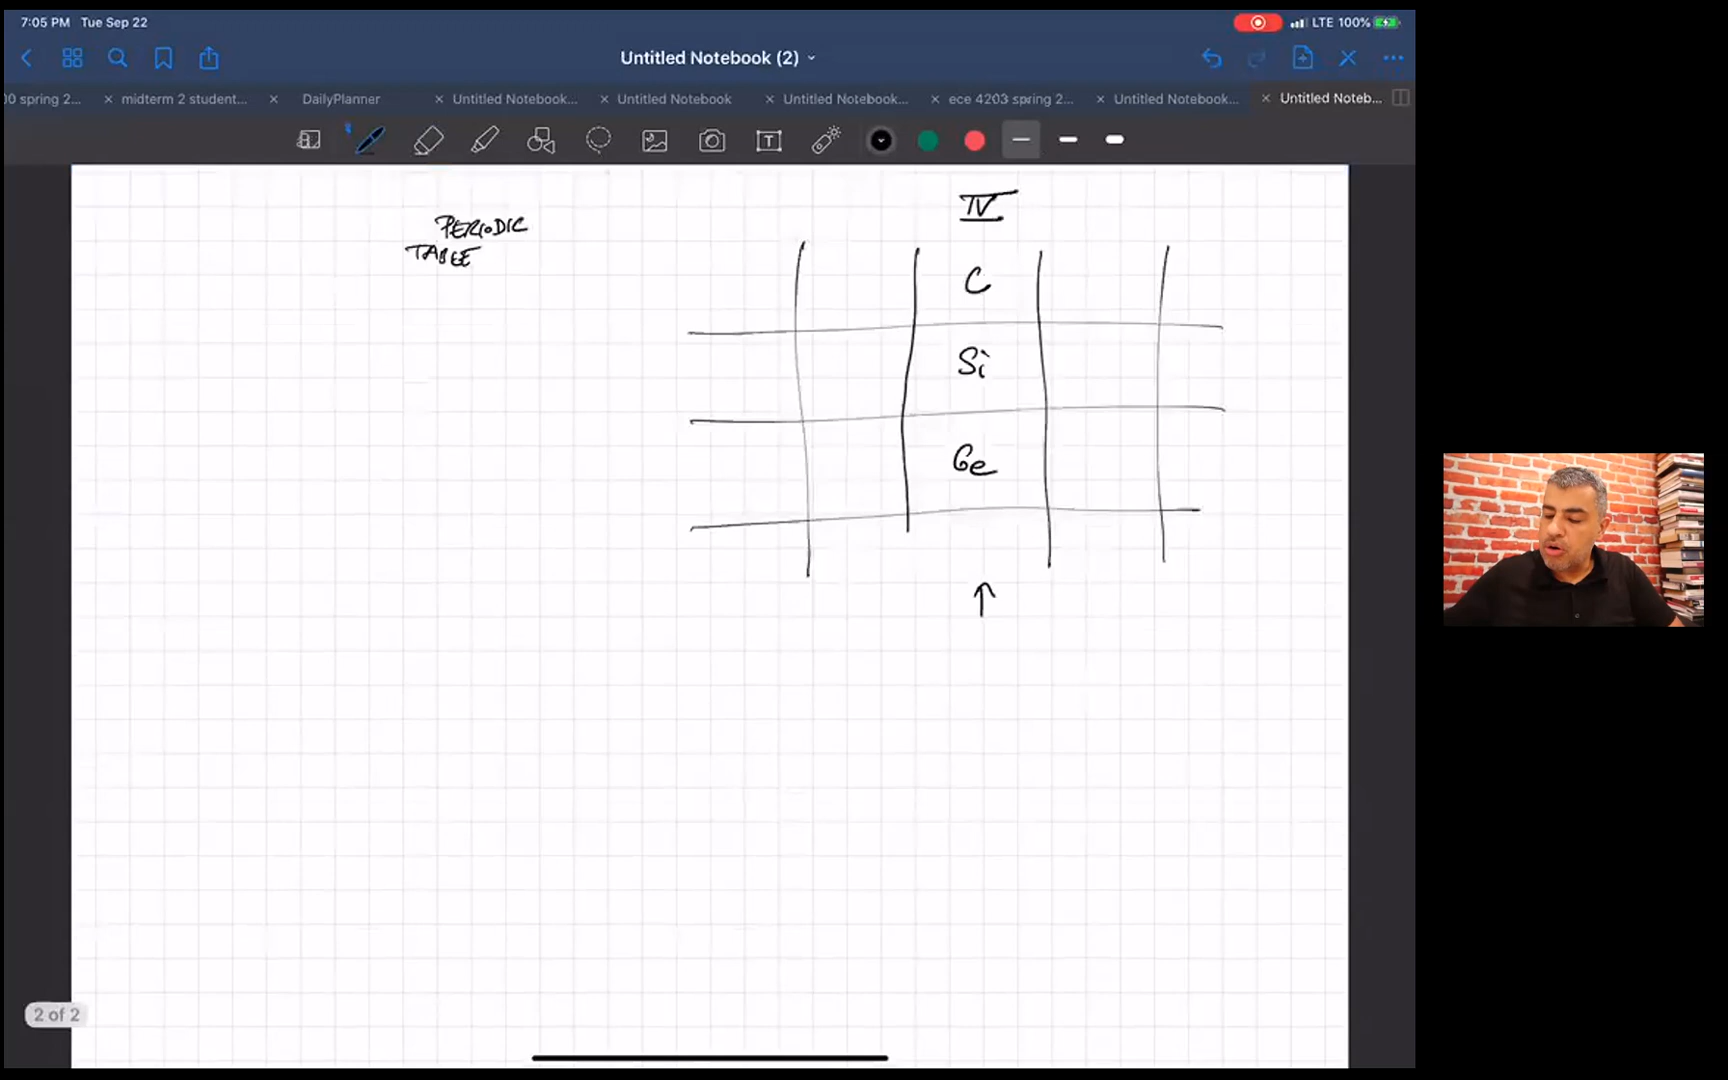 7:05 PM Tue Sep 22
LTE 100%
Untitled Notebook (2)
00 spring 2...
midterm 2 student...
DailyPlanner
Untitled Notebook...
Untitled Notebook
Untitled Notebook...
ece 4203 spring 2...
Untitled Notebook...
Untitled Noteb...
T
PERIODIC
TABLE
IV
C
Si
Ge
2 of 2